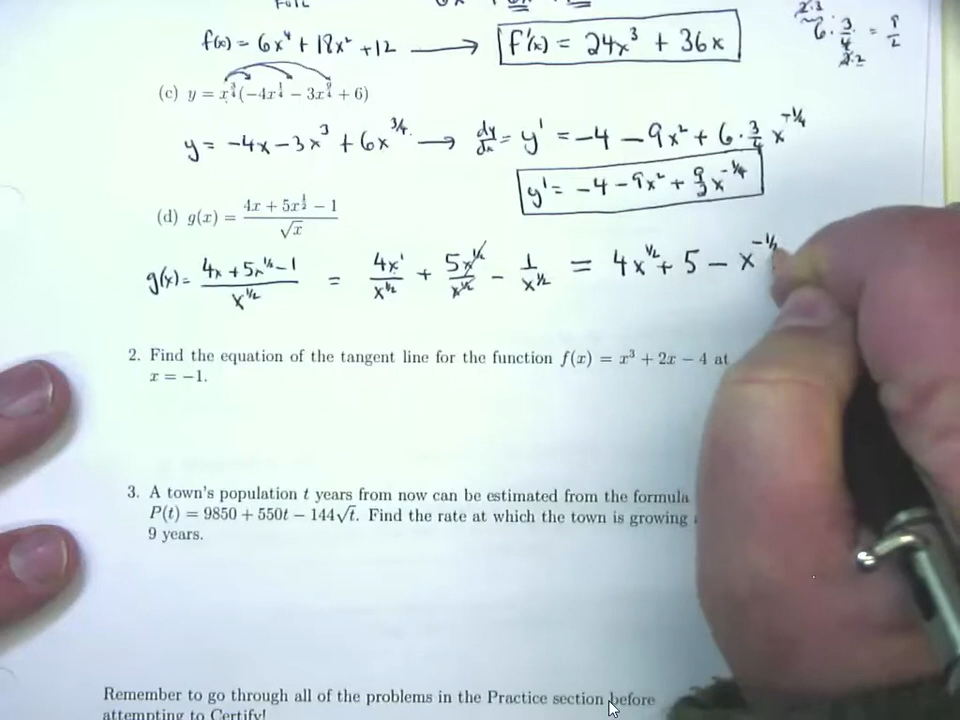 f(x) = 6x⁴ + 18x² + 12 → f'(x) = 24x³ + 36x
6 · 3/4 = 9/2
(c) y = x^{3/4}(−4x^{1/4} − 3x^{9/4} + 6)
y = −4x − 3x³ + 6x^{3/4} → dy/dx = y' = −4 − 9x² + 6 · 3/4 x^{−1/4}
y' = −4 − 9x² + 9/2 x^{−1/4}
(d) g(x) = (4x + 5x^{1/2} − 1)/√x
g(x) = (4x + 5x^{1/2} − 1)/x^{1/2} = 4x¹/x^{1/2} + 5x^{1/2}/x^{1/2} − 1/x^{1/2} = 4x^{1/2} + 5 − x^{−1/2}
2. Find the equation of the tangent line for the function f(x) = x³ + 2x − 4 at
x = −1.
3. A town's population t years from now can be estimated from the formula
P(t) = 9850 + 550t − 144√t. Find the rate at which the town is growing
9 years.
Remember to go through all of the problems in the Practice section before
attempting to Certify!